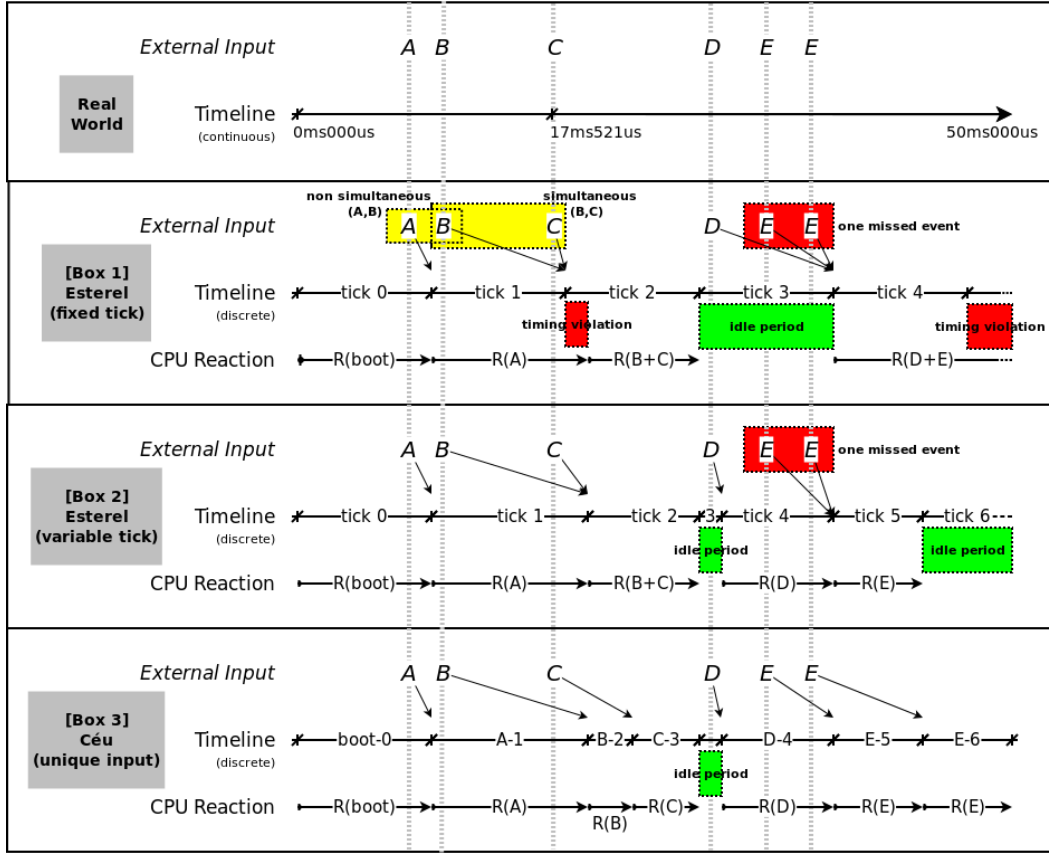 External Input A B C D E E
Real
World
Timeline
(continuous)
0ms000us 17ms521us 50ms000us
non simultaneous
(A,B)
simultaneous
(B,C)
External Input A B C D E E one missed event
[Box 1]
Esterel
(fixed tick)
Timeline tick 0 tick 1 tick 2 tick 3 tick 4
(discrete)
timing violation idle period timing violation
CPU Reaction R(boot) R(A) R(B+C) R(D+E)
External Input A B C D E E one missed event
[Box 2]
Esterel
(variable tick)
Timeline tick 0 tick 1 tick 2 3 tick 4 tick 5 tick 6
(discrete)
idle period idle period
CPU Reaction R(boot) R(A) R(B+C) R(D) R(E)
External Input A B C D E E
[Box 3]
Céu
(unique input)
Timeline boot-0 A-1 B-2 C-3 D-4 E-5 E-6
(discrete)
idle period
CPU Reaction R(boot) R(A) R(B) R(C) R(D) R(E) R(E)